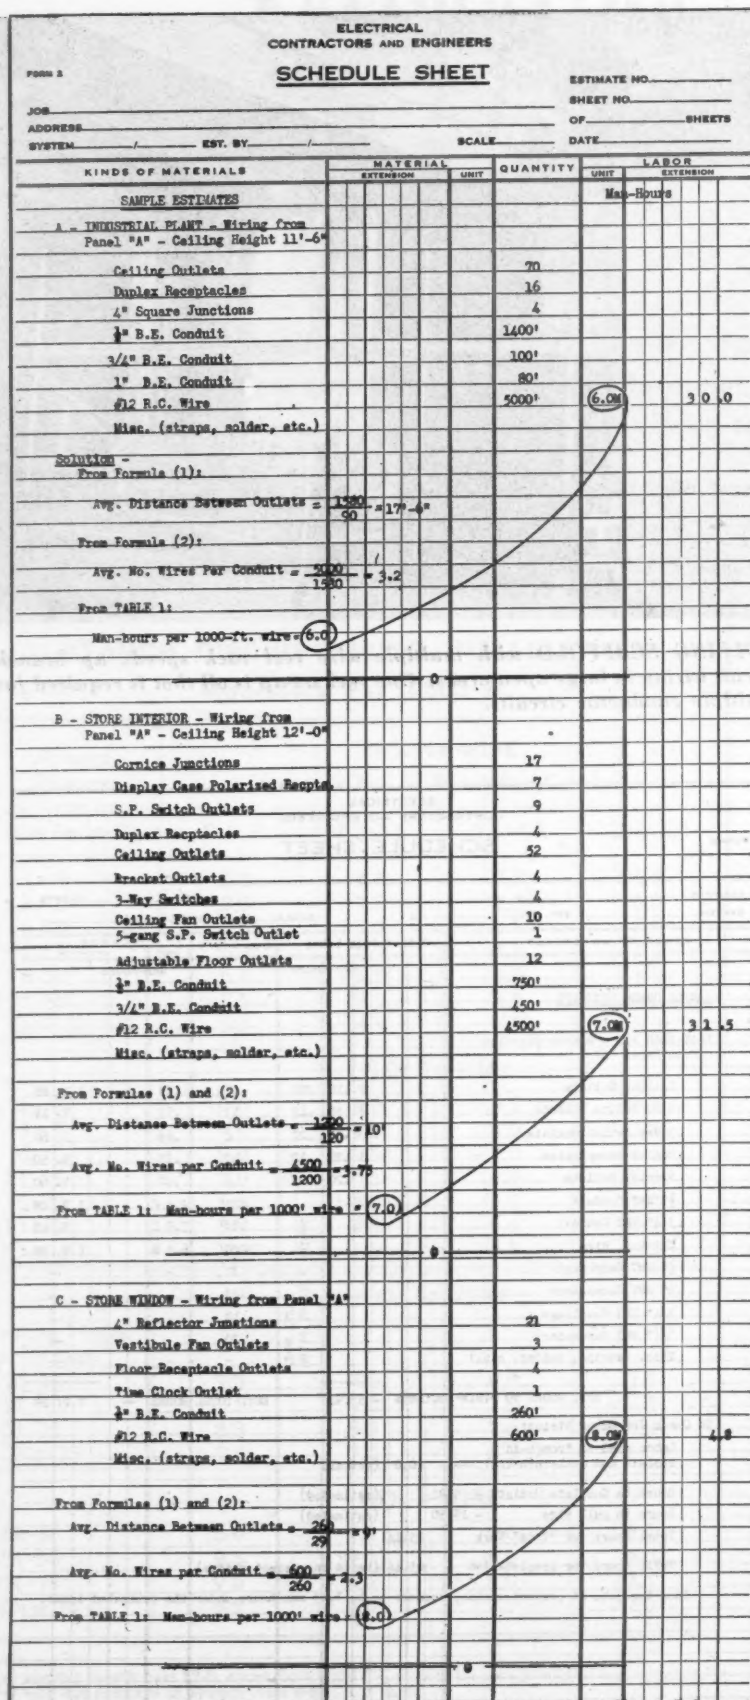 ELECTRICAL
CONTRACTORS AND ENGINEERS
FORM 2
SCHEDULE SHEET
ESTIMATE NO.
SHEET NO.
JOB
ADDRESS
OF SHEETS
SYSTEM / EST. BY / SCALE DATE
KINDS OF MATERIALS MATERIAL QUANTITY LABOR
EXTENSION UNIT UNIT EXTENSION
SAMPLE ESTIMATES Man-Hours
A - INDUSTRIAL PLANT - Wiring from
Panel "A" - Ceiling Height 11'-6"
Ceiling Outlets 70
Duplex Receptacles 16
4" Square Junctions 4
½" B.E. Conduit 1400'
3/4" B.E. Conduit 100'
1" B.E. Conduit 80'
#12 R.C. Wire 5000' 6.0M 30.0
Misc. (straps, solder, etc.)
Solution -
From Formula (1):
Avg. Distance Between Outlets = 1580/90 = 17'-6"
From Formula (2):
Avg. No. Wires Per Conduit = 5000/1580 = 3.2
From TABLE 1:
Man-hours per 1000-ft. wire = 6.0
0
B - STORE INTERIOR - Wiring from
Panel "A" - Ceiling Height 12'-0"
Cornice Junctions 17
Display Case Polarized Recpts. 7
S.P. Switch Outlets 9
Duplex Recptacles 4
Ceiling Outlets 52
Bracket Outlets 4
3-Way Switches 4
Ceiling Fan Outlets 10
5-gang S.P. Switch Outlet 1
Adjustable Floor Outlets 12
½" B.E. Conduit 750'
3/4" B.E. Conduit 450'
#12 R.C. Wire 4500' 7.0M 31.5
Misc. (straps, solder, etc.)
From Formulae (1) and (2):
Avg. Distance Between Outlets = 1200/120 = 10'
Avg. No. Wires per Conduit = 4500/1200 = 3.75
From TABLE 1: Man-hours per 1000' wire = 7.0
0
C - STORE WINDOW - Wiring from Panel "A"
4" Reflector Junctions 21
Vestibule Fan Outlets 3
Floor Receptacle Outlets 4
Time Clock Outlet 1
½" B.E. Conduit 260'
#12 R.C. Wire 600' 8.0M 4.8
Misc. (straps, solder, etc.)
From Formulas (1) and (2):
Avg. Distance Between Outlets = 260/29 = 9'
Avg. No. Wires per Conduit = 600/260 = 2.3
From TABLE 1: Man-hours per 1000' wire = 8.0
0